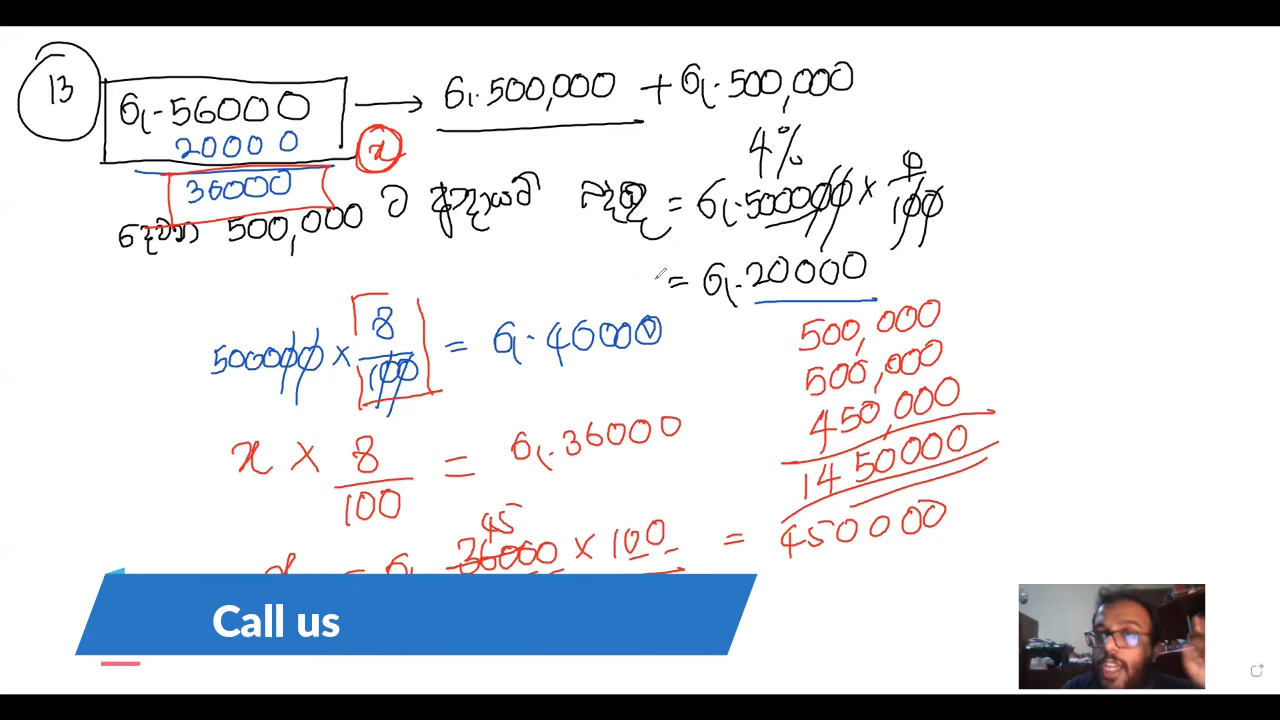 13
රු.56000 → රු.500,000 + රු.500,000
20000
4%
x
36000
දෙවන 500,000 ට ආදායම් බද්ද = රු.500000 × 4/100
= රු.20000
500000 × 8/100 = රු.40000
500,000
500,000
450,000
1450000
x × 8/100 = රු.36000
45
x = රු. 36000 × 100 = 450000
Call us